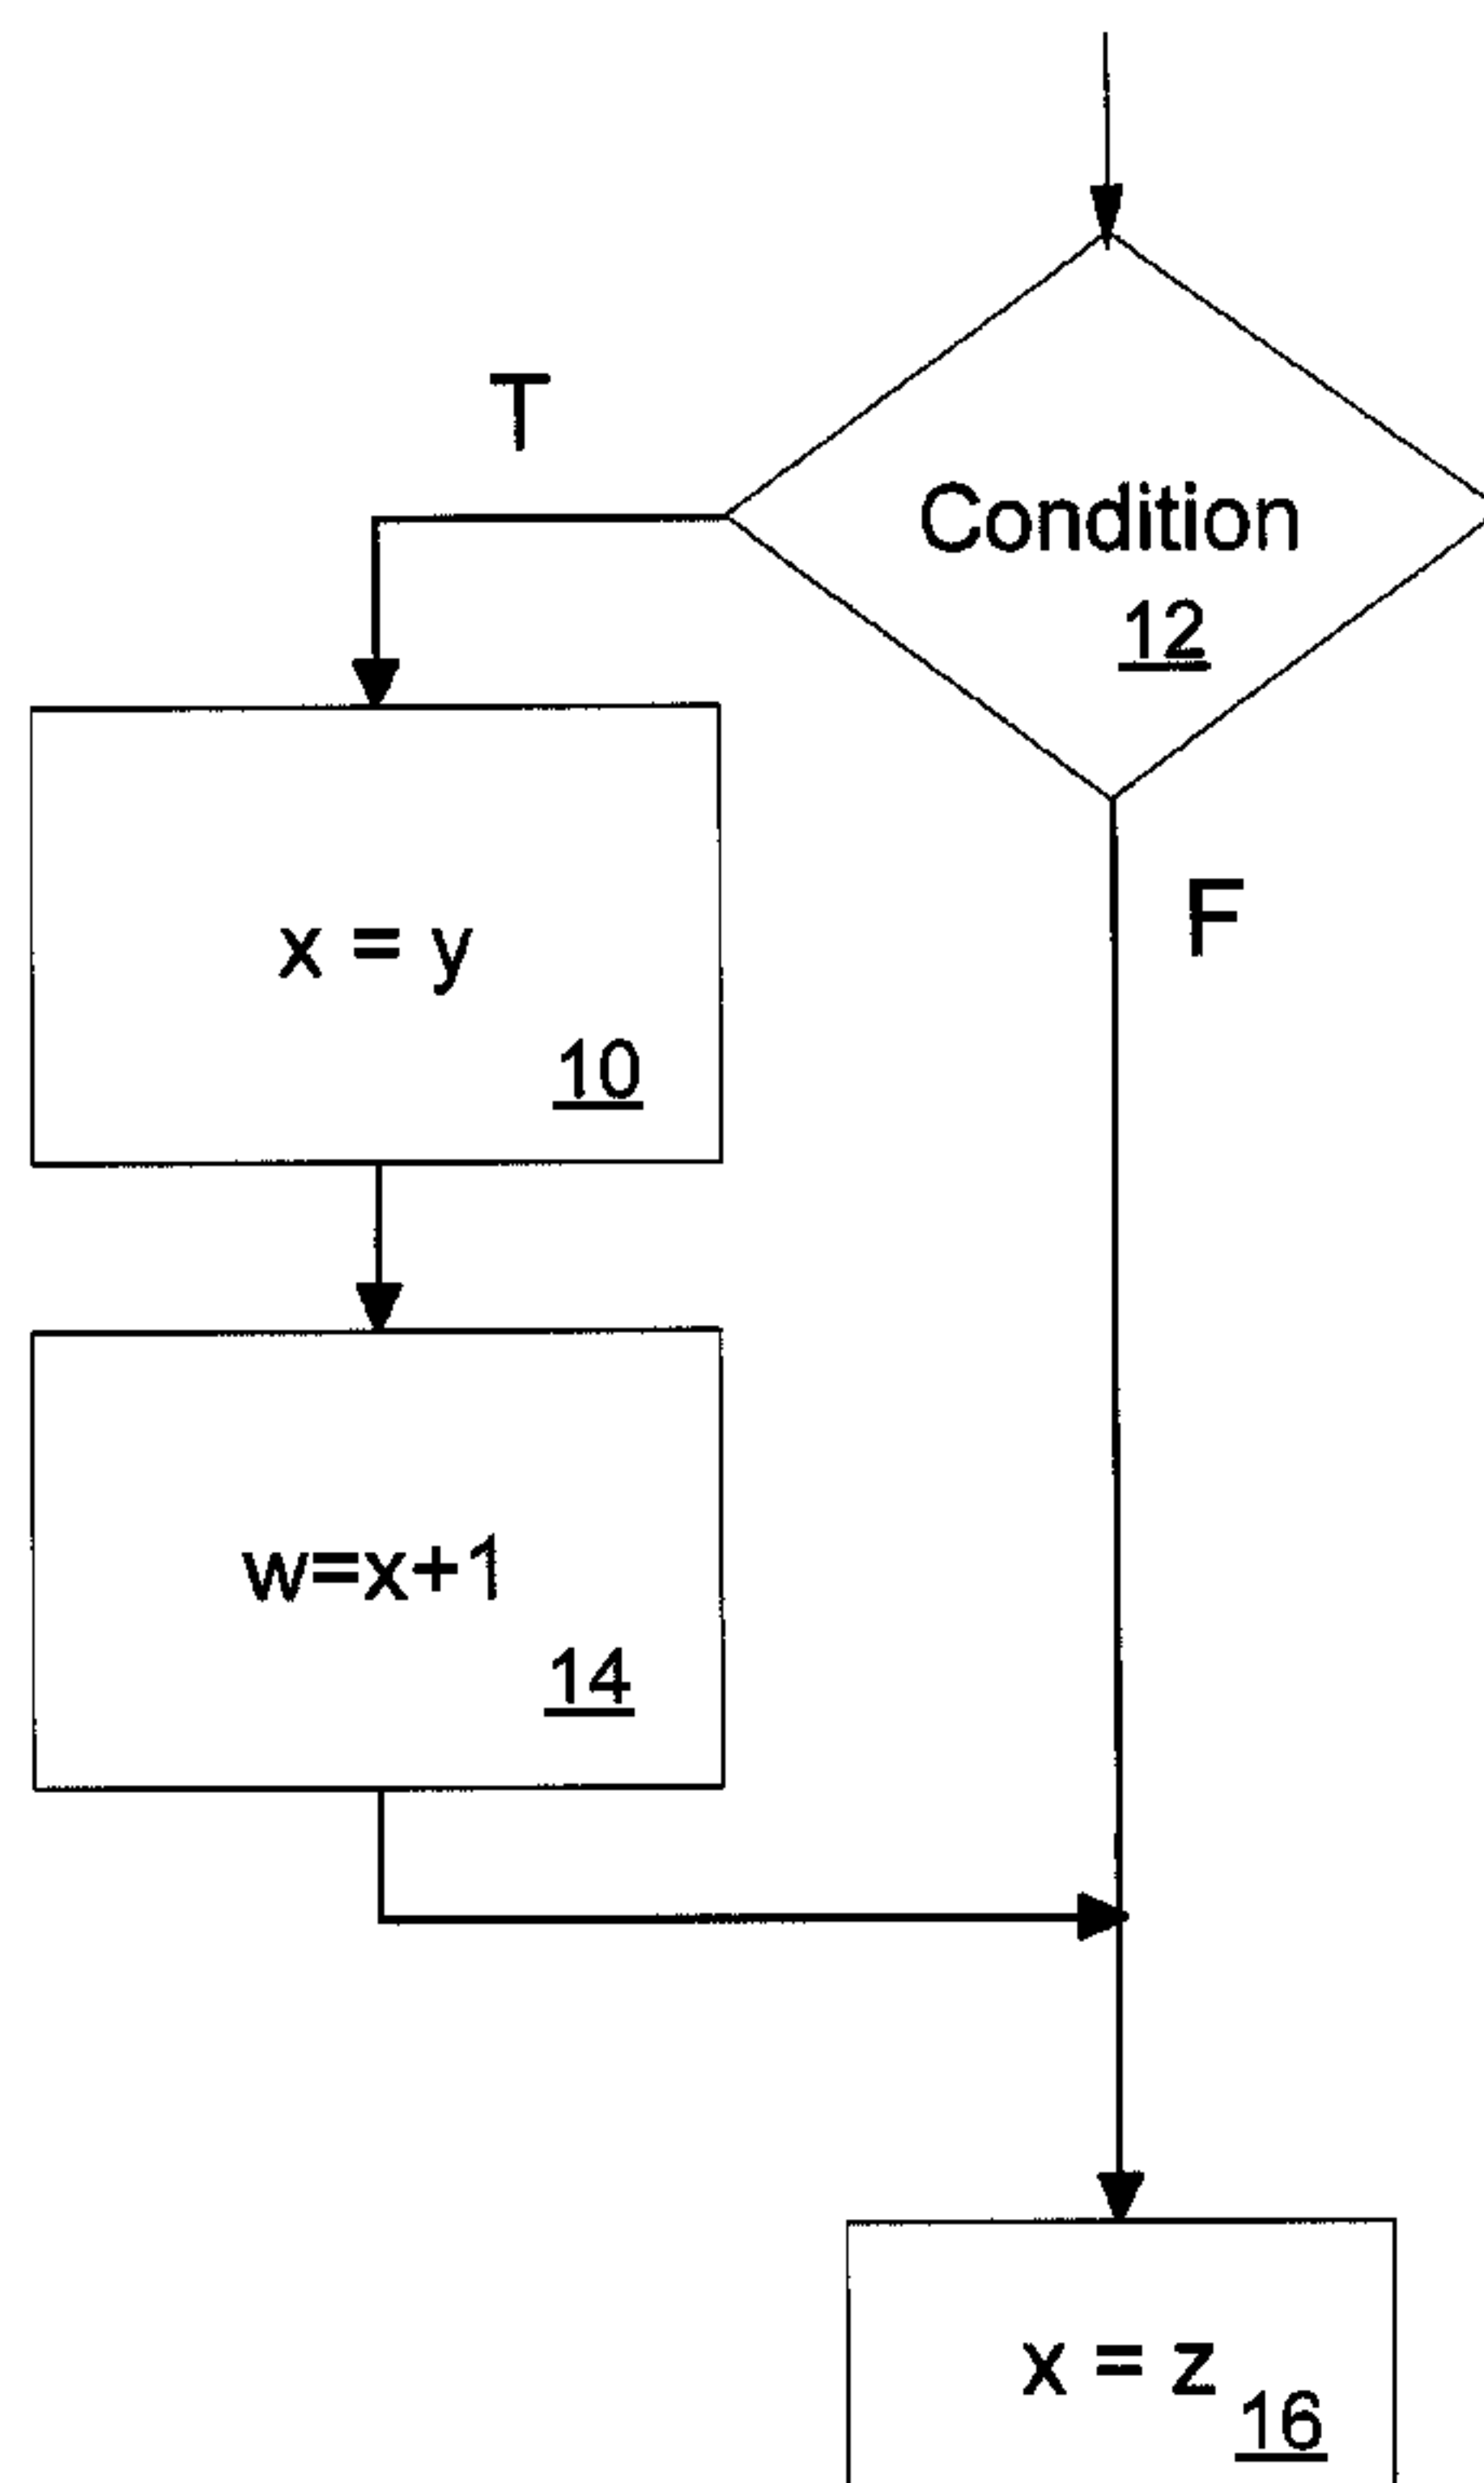 T
Condition
12
F
x = y
10
w=x+1
14
x = z
16